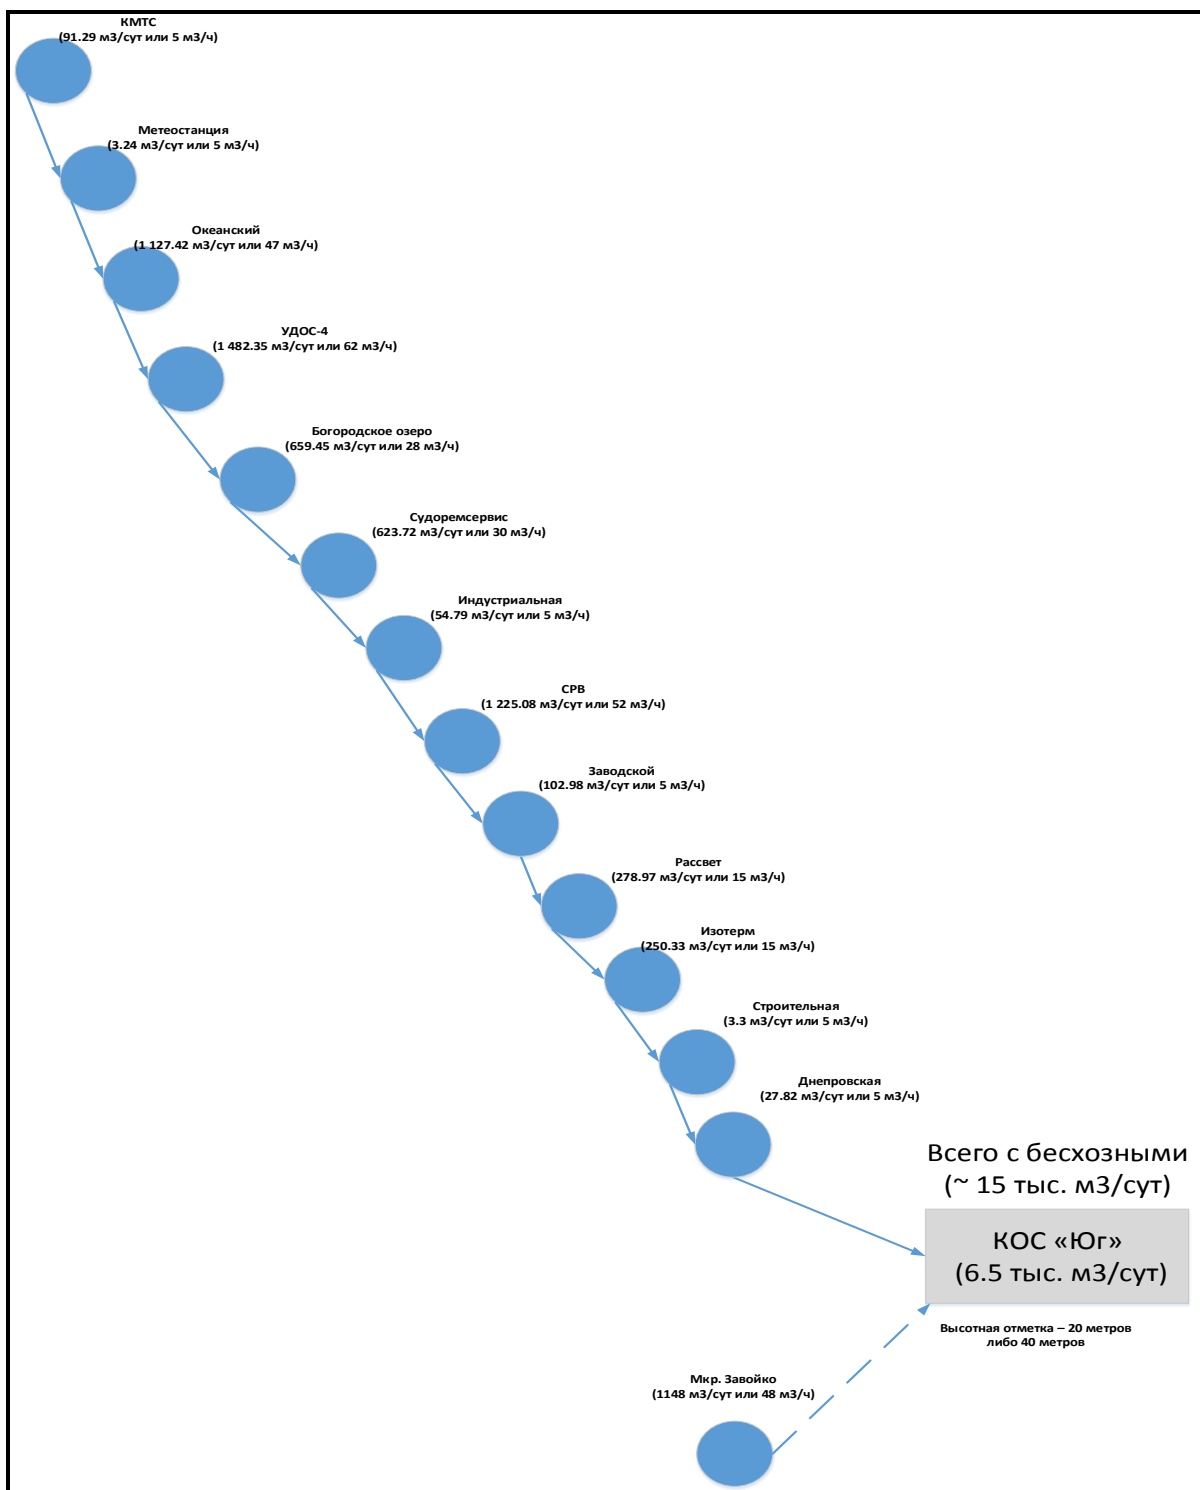 КМТС
(91.29 м3/сут или 5 м3/ч)
Метеостанция
(3.24 м3/сут или 5 м3/ч)
Океанский
(1 127.42 м3/сут или 47 м3/ч)
УДОС-4
(1 482.35 м3/сут или 62 м3/ч)
Богородское озеро
(659.45 м3/сут или 28 м3/ч)
Судоремсервис
(623.72 м3/сут или 30 м3/ч)
Индустриальная
(54.79 м3/сут или 5 м3/ч)
СРВ
(1 225.08 м3/сут или 52 м3/ч)
Заводской
(102.98 м3/сут или 5 м3/ч)
Рассвет
(278.97 м3/сут или 15 м3/ч)
Изотерм
(250.33 м3/сут или 15 м3/ч)
Строительная
(3.3 м3/сут или 5 м3/ч)
Днепровская
(27.82 м3/сут или 5 м3/ч)
Всего с бесхозными
(~ 15 тыс. м3/сут)
КОС «Юг»
(6.5 тыс. м3/сут)
Высотная отметка – 20 метров
либо 40 метров
Мкр. Завойко
(1148 м3/сут или 48 м3/ч)